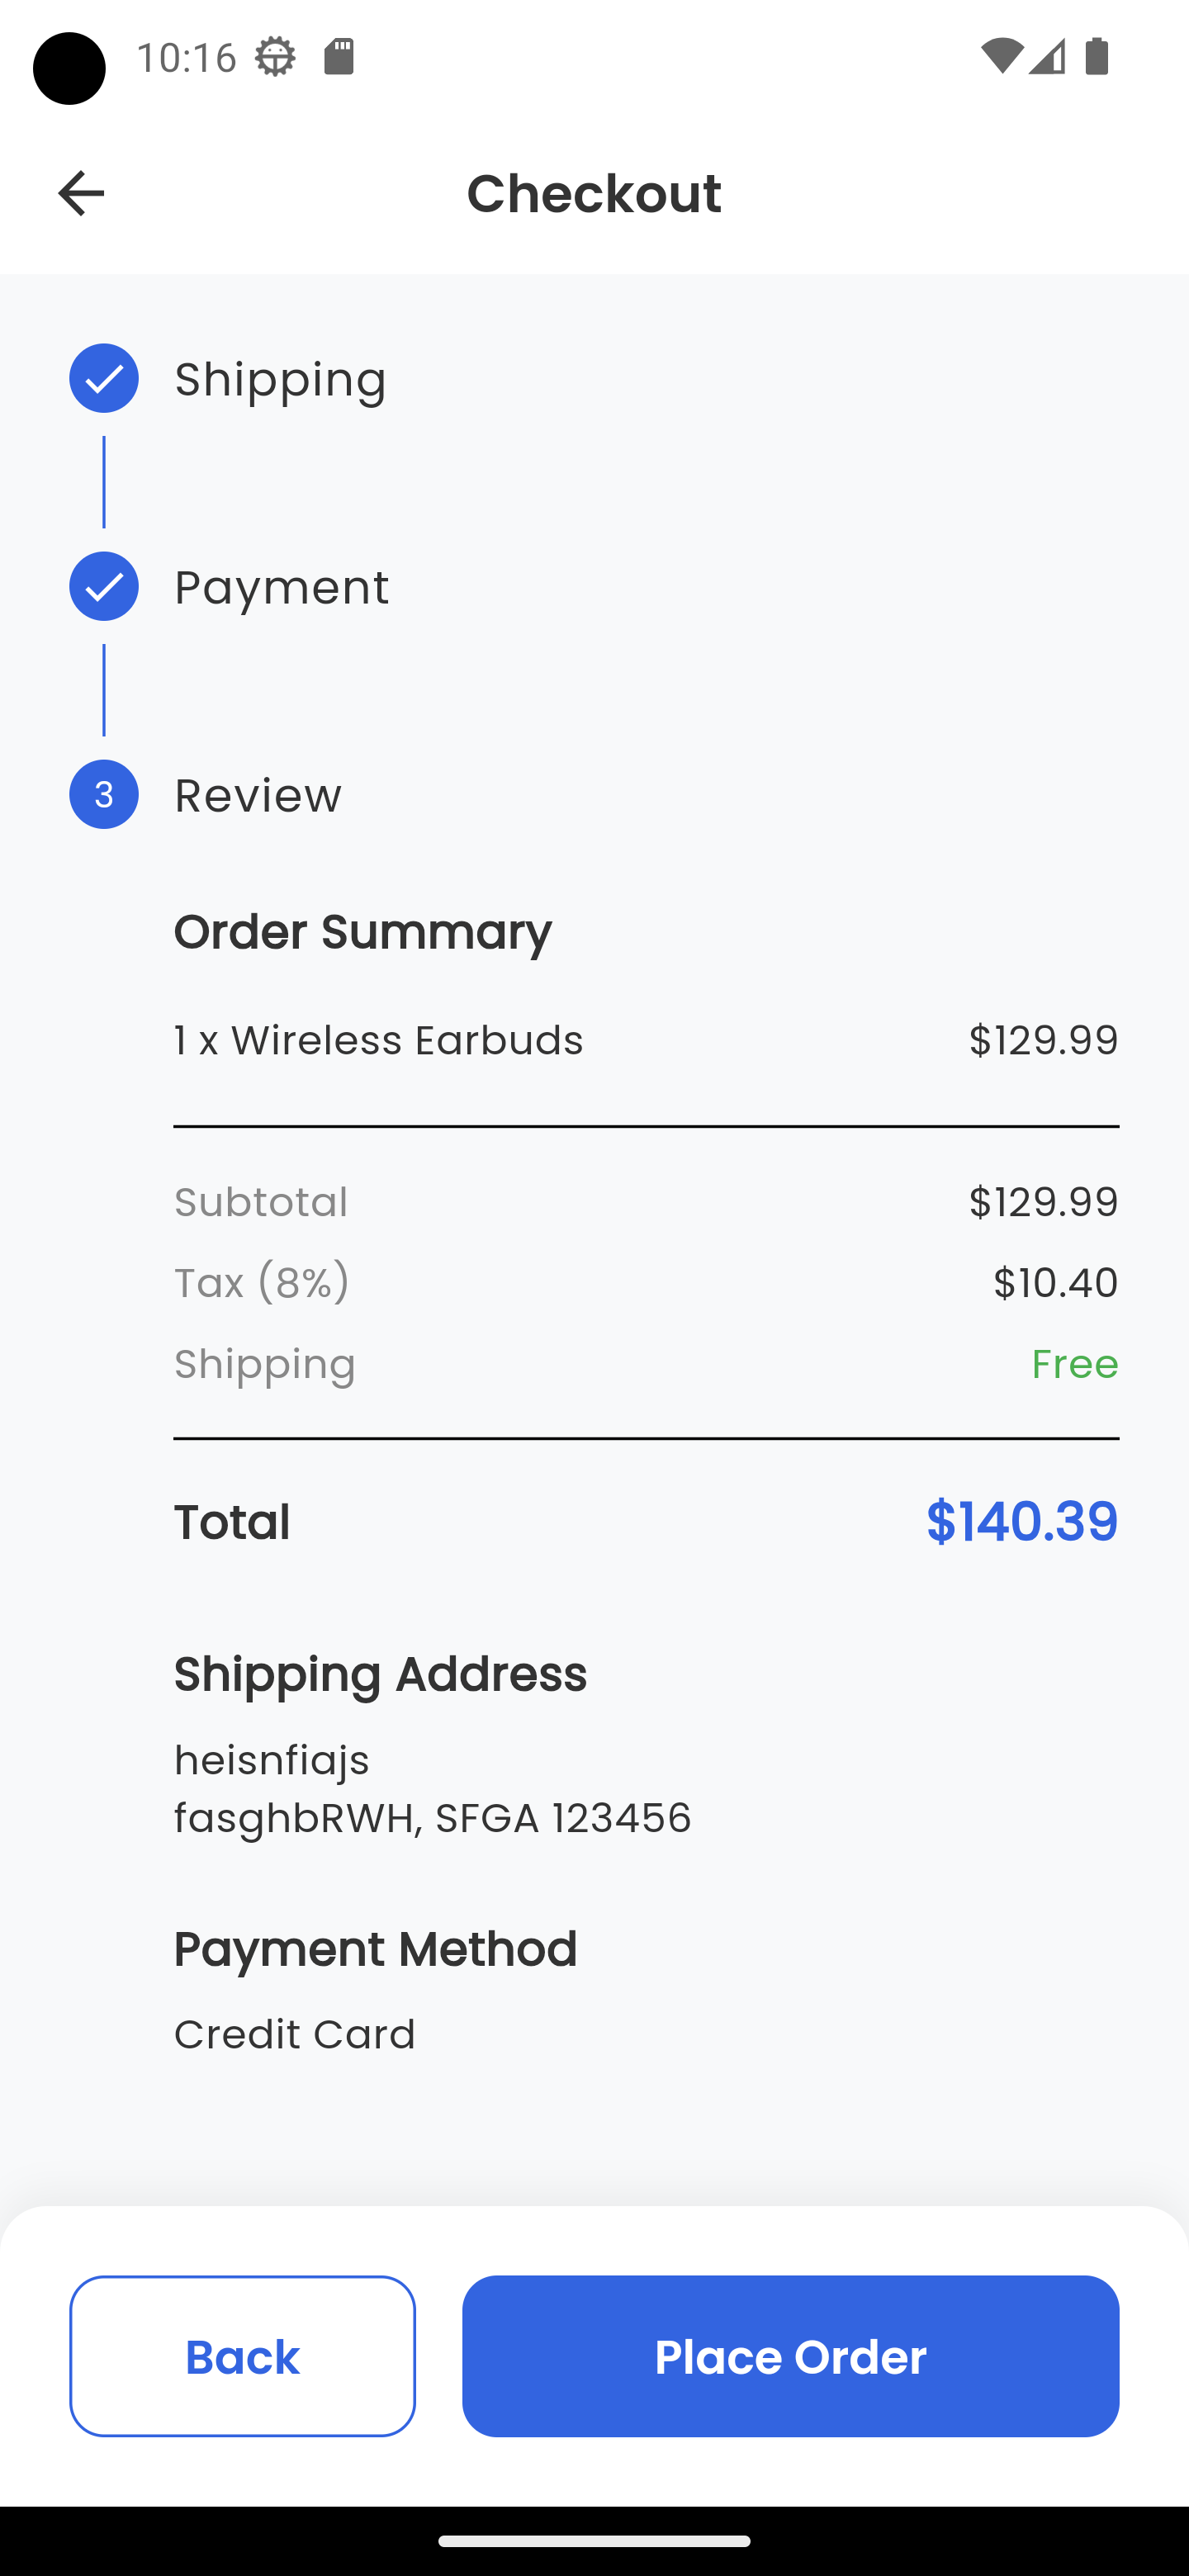 10:16
Checkout
Shipping
Payment
3 Review
Order Summary
1 x Wireless Earbuds $129.99
Subtotal $129.99
Tax (8%) $10.40
Shipping Free
Total $140.39
Shipping Address
heisnfiajs
fasghbRWH, SFGA 123456
Payment Method
Credit Card
Back Place Order